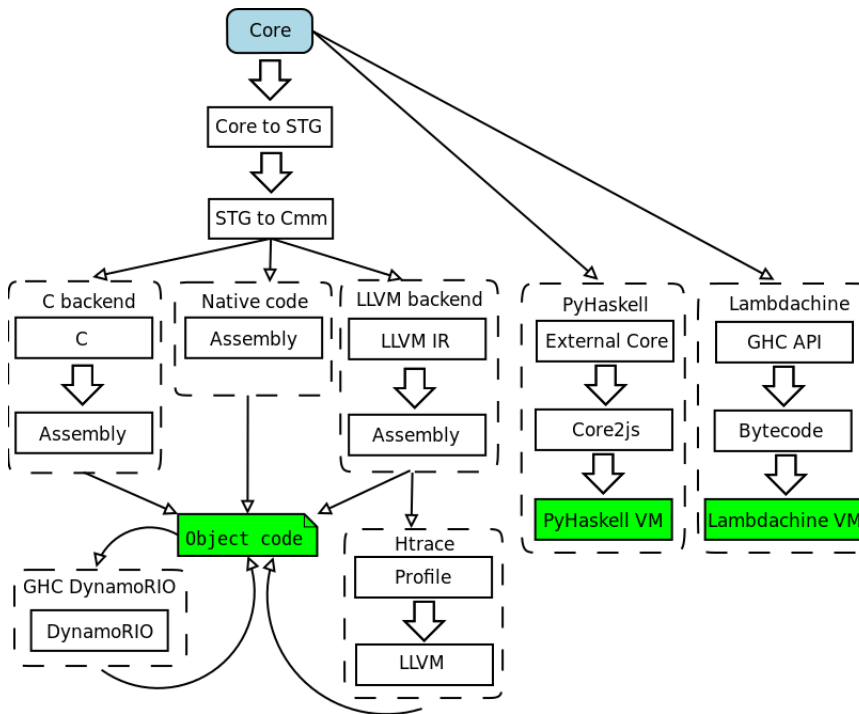 Core
Core to STG
STG to Cmm
C backend
C
Assembly
Native code
Assembly
LLVM backend
LLVM IR
Assembly
PyHaskell
External Core
Core2js
PyHaskell VM
Lambdachine
GHC API
Bytecode
Lambdachine VM
Object code
GHC DynamoRIO
DynamoRIO
Htrace
Profile
LLVM